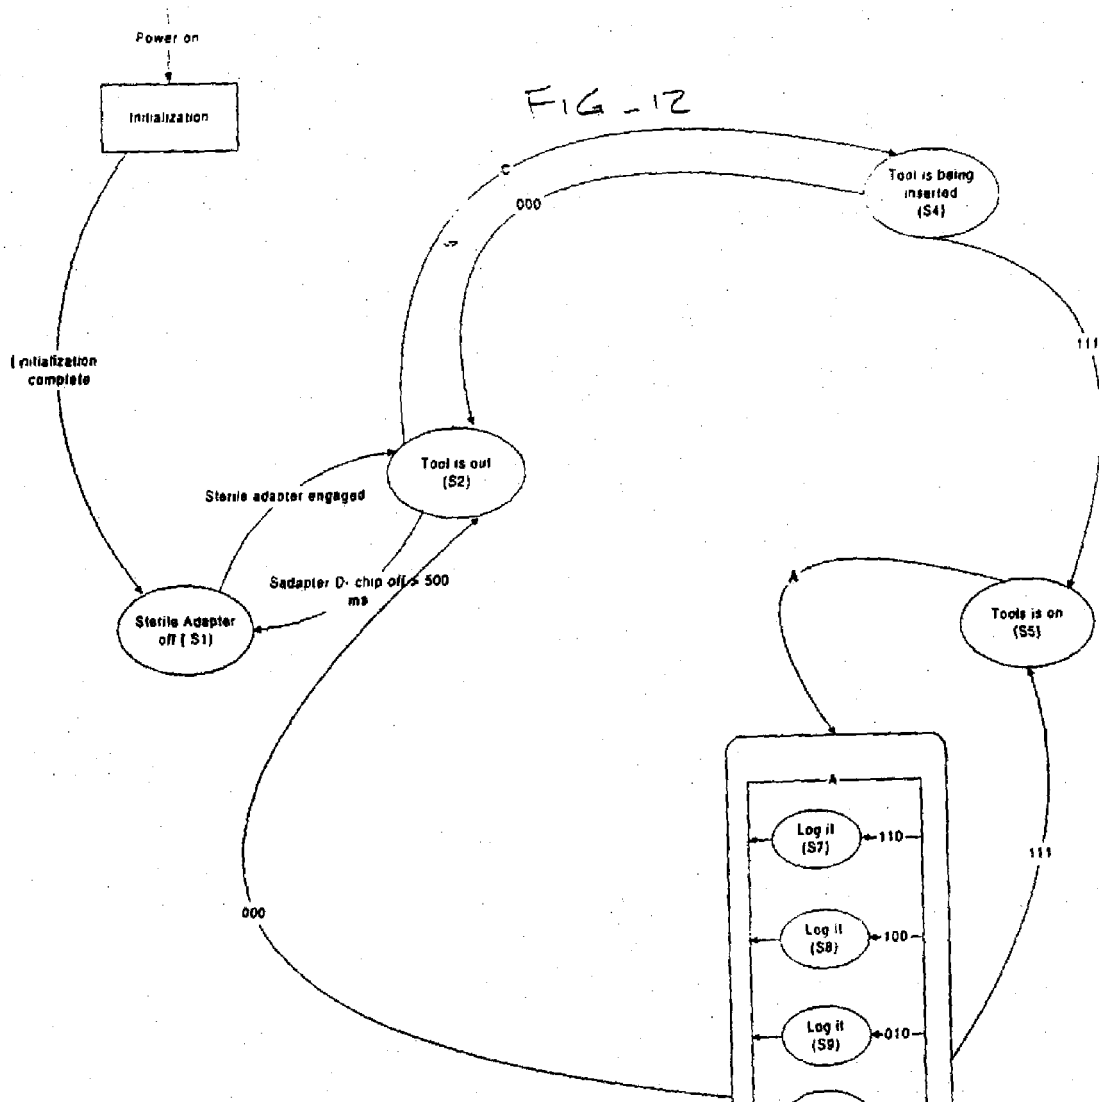 Power on
Initialization
FIG - 12
C
Tool is being
inserted
(S4)
000
111
Initialization
complete
Tool is out
(S2)
Sterile adapter engaged
Sadapter D- chip off > 500
ms
Sterile Adapter
off ( S1)
A
Tools is on
(S5)
A
Log it
(S7)
110
111
000
Log it
(S8)
100
Log it
(S9)
010